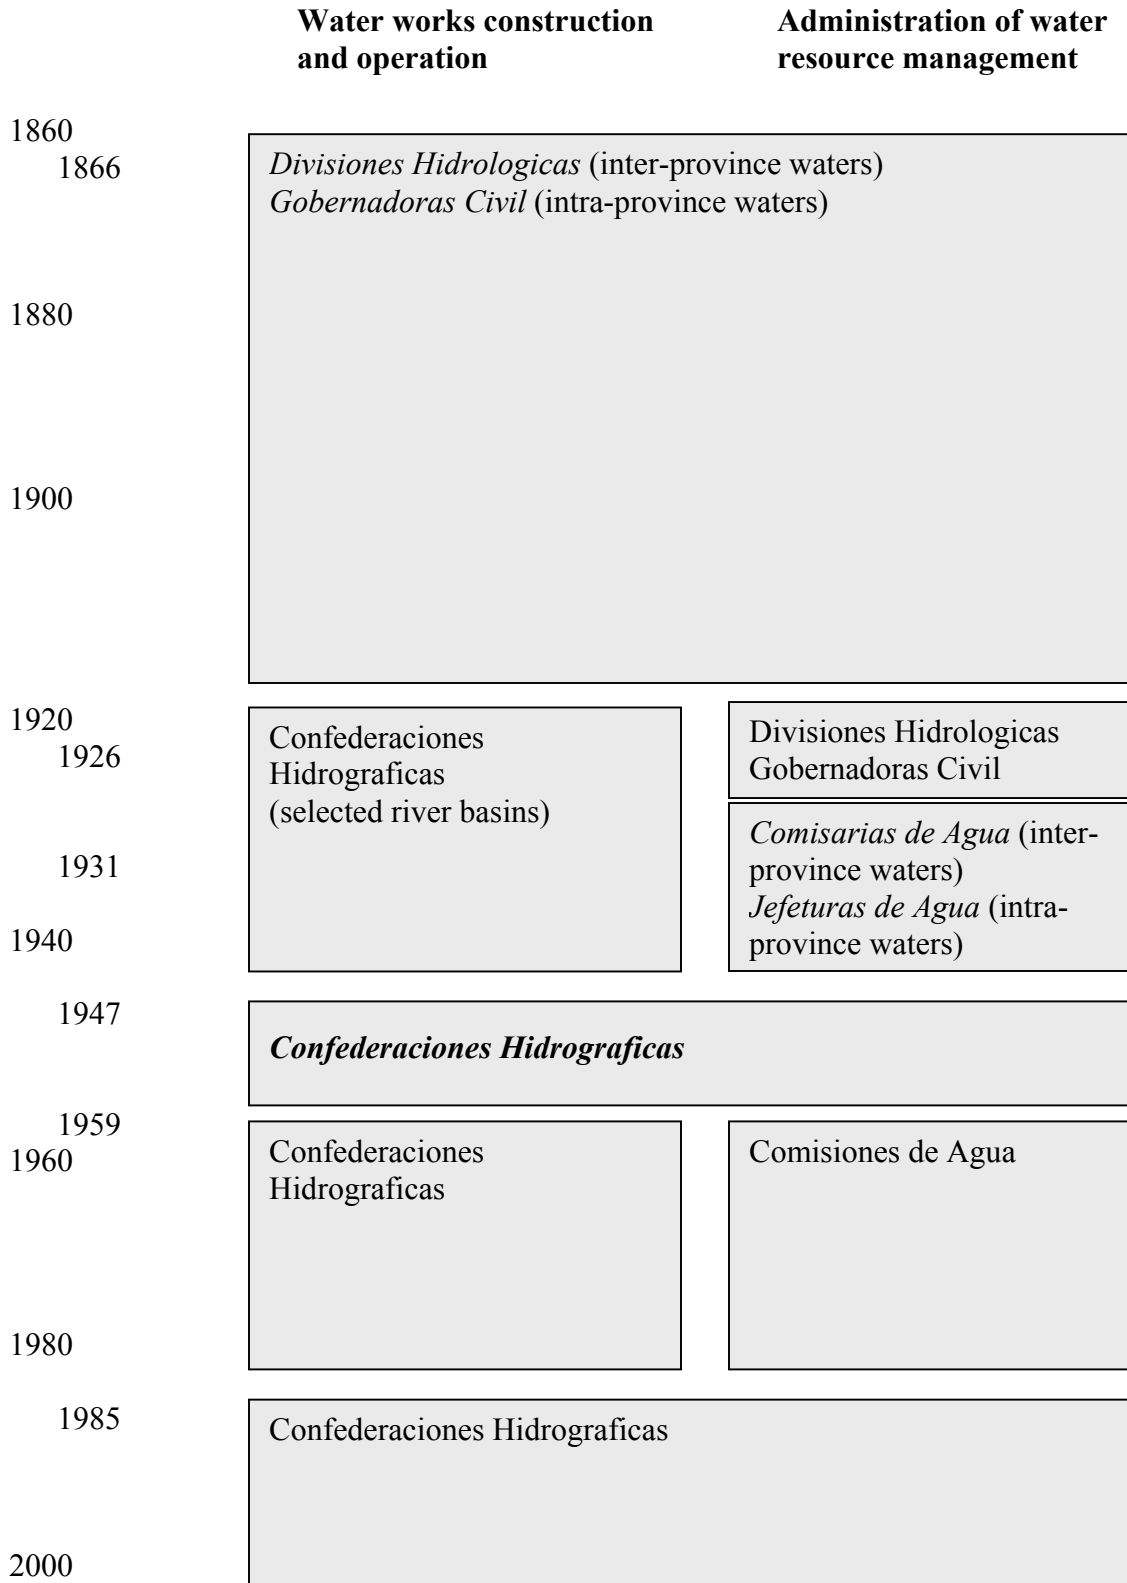 Water works construction
and operation
Administration of water
resource management
1860
1866
Divisiones Hidrologicas (inter-province waters)
Gobernadoras Civil (intra-province waters)
1880
1900
1920
1926
Confederaciones
Hidrograficas
(selected river basins)
Divisiones Hidrologicas
Gobernadoras Civil
1931
Comisarias de Agua (inter-
province waters)
Jefeturas de Agua (intra-
province waters)
1940
1947
Confederaciones Hidrograficas
1959
1960
Confederaciones
Hidrograficas
Comisiones de Agua
1980
1985
Confederaciones Hidrograficas
2000